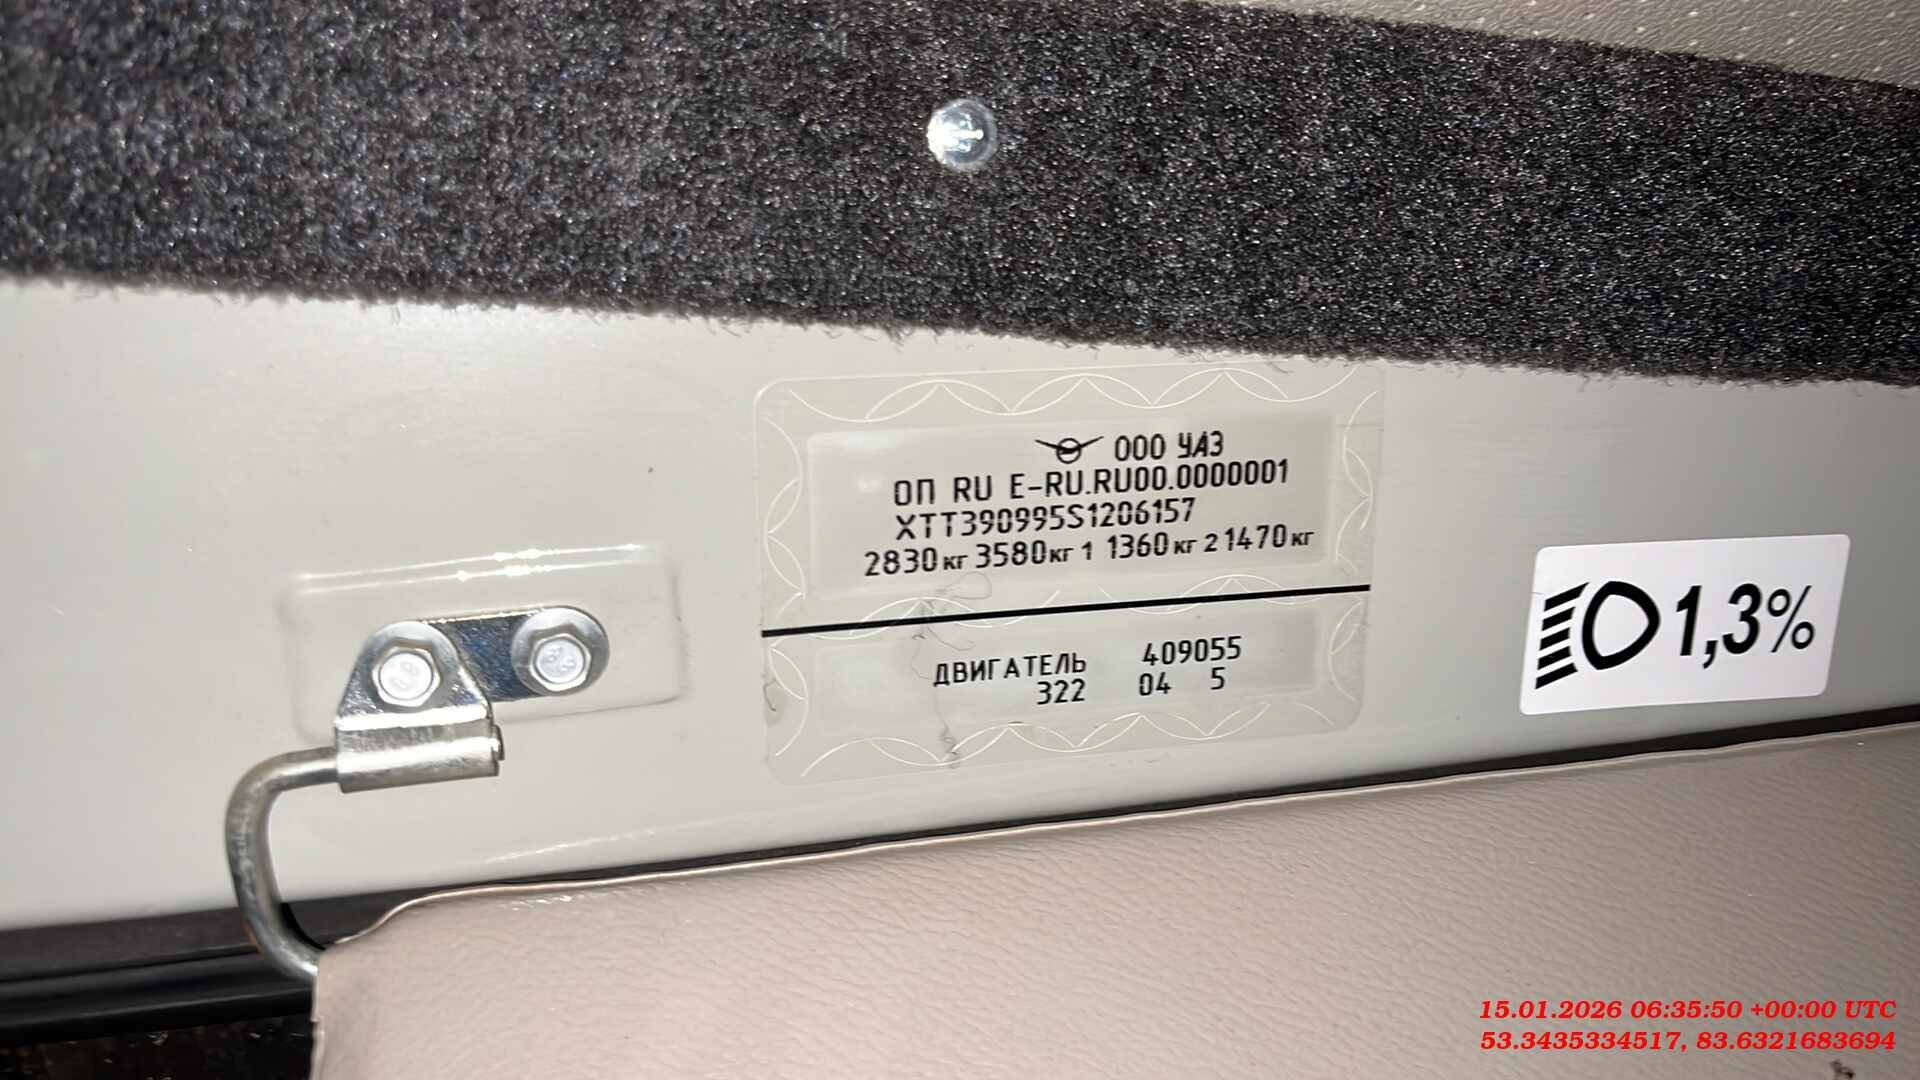 ООО УАЗ
ОП RU E-RU.RU00.0000001
XTT390995S1206157
2830кг 3580кг 1 1360кг 2 1470кг
ДВИГАТЕЛЬ 409055
322 04 5
1,3%
15.01.2026 06:35:50 +00:00 UTC
53.3435334517, 83.6321683694